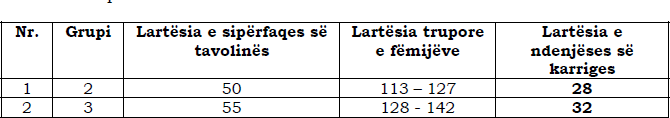 Nr. Grupi Lartësia e sipërfaqes së tavolinës Lartësia trupore e fëmijëve Lartësia e ndenjëses së karriges
1 2 50 113 – 127 28
2 3 55 128 - 142 32